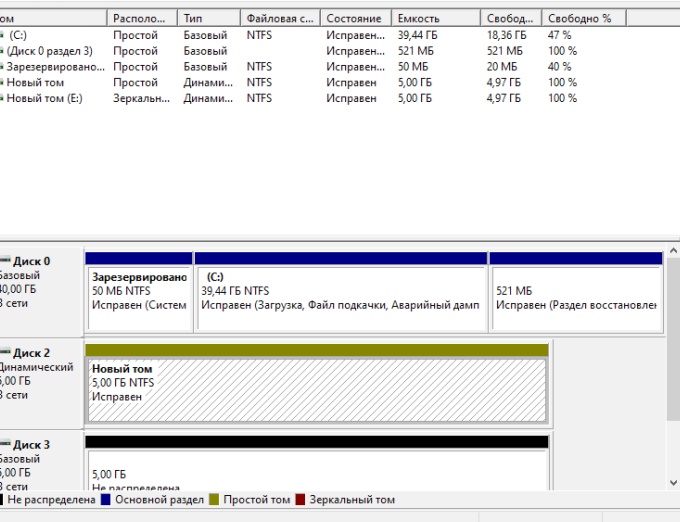 ом Располо... Тип Файловая с... Состояние Емкость Свобод... Свободно %
(C:) Простой Базовый NTFS Исправен... 39,44 ГБ 18,36 ГБ 47 %
(Диск 0 раздел 3) Простой Базовый Исправен... 521 МБ 521 МБ 100 %
Зарезервировано... Простой Базовый NTFS Исправен... 50 МБ 20 МБ 40 %
Новый том Простой Динами... NTFS Исправен 5,00 ГБ 4,97 ГБ 100 %
Новый том (E:) Зеркальн... Динами... NTFS Исправен 5,00 ГБ 4,97 ГБ 100 %
Диск 0
Базовый
40,00 ГБ
В сети
Зарезервировано
50 МБ NTFS
Исправен (Систем
(C:)
39,44 ГБ NTFS
Исправен (Загрузка, Файл подкачки, Аварийный дамп
521 МБ
Исправен (Раздел восстановлен
Диск 2
Динамический
5,00 ГБ
В сети
Новый том
5,00 ГБ NTFS
Исправен
Диск 3
Базовый
5,00 ГБ
В сети
5,00 ГБ
Не распределена
Не распределена Основной раздел Простой том Зеркальный том